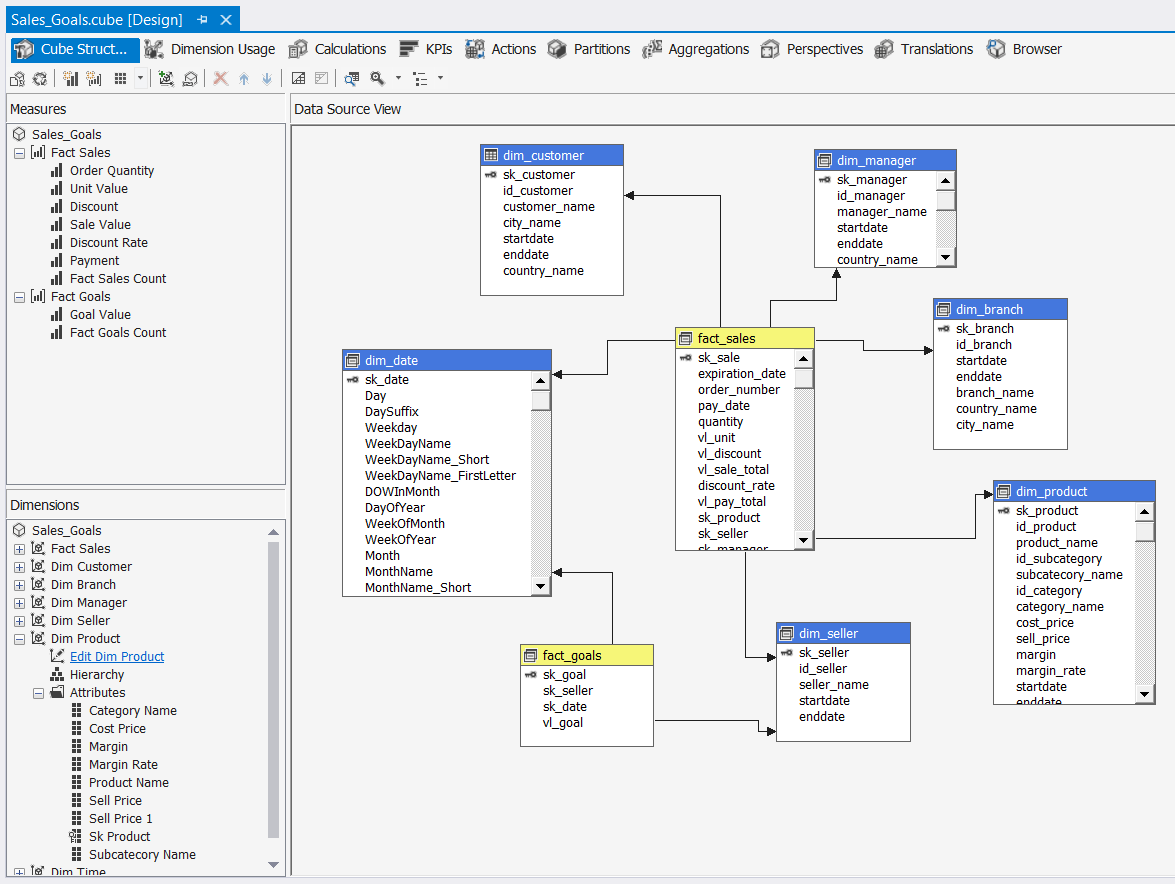 Sales_Goals.cube [Design]
Cube Struct... Dimension Usage Calculations KPIs Actions Partitions Aggregations Perspectives Translations Browser
Measures
Sales_Goals
Fact Sales
Order Quantity
Unit Value
Discount
Sale Value
Discount Rate
Payment
Fact Sales Count
Fact Goals
Goal Value
Fact Goals Count
Dimensions
Sales_Goals
Fact Sales
Dim Customer
Dim Branch
Dim Manager
Dim Seller
Dim Product
Edit Dim Product
Hierarchy
Attributes
Category Name
Cost Price
Margin
Margin Rate
Product Name
Sell Price
Sell Price 1
Sk Product
Subcatecory Name
Dim Time
Data Source View
dim_customer
sk_customer
id_customer
customer_name
city_name
startdate
enddate
country_name
dim_manager
sk_manager
id_manager
manager_name
startdate
enddate
country_name
dim_branch
sk_branch
id_branch
startdate
enddate
branch_name
country_name
city_name
fact_sales
sk_sale
expiration_date
order_number
pay_date
quantity
vl_unit
vl_discount
vl_sale_total
discount_rate
vl_pay_total
sk_product
sk_seller
sk_manager
dim_date
sk_date
Day
DaySuffix
Weekday
WeekDayName
WeekDayName_Short
WeekDayName_FirstLetter
DOWInMonth
DayOfYear
WeekOfMonth
WeekOfYear
Month
MonthName
MonthName_Short
dim_product
sk_product
id_product
product_name
id_subcategory
subcatecory_name
id_category
category_name
cost_price
sell_price
margin
margin_rate
startdate
enddate
fact_goals
sk_goal
sk_seller
sk_date
vl_goal
dim_seller
sk_seller
id_seller
seller_name
startdate
enddate